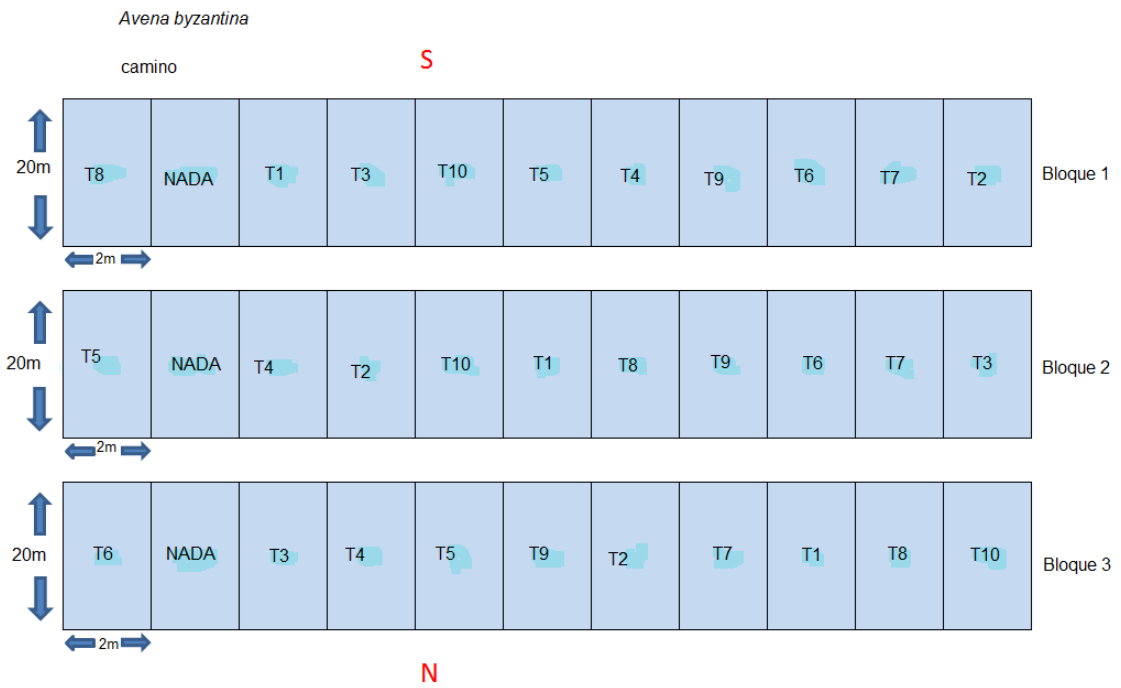 Avena byzantina
S
camino
20m
T8 NADA T1 T3 T10 T5 T4 T9 T6 T7 T2 Bloque 1
2m
20m
T5 NADA T4 T2 T10 T1 T8 T9 T6 T7 T3 Bloque 2
2m
20m
T6 NADA T3 T4 T5 T9 T2 T7 T1 T8 T10 Bloque 3
2m
N